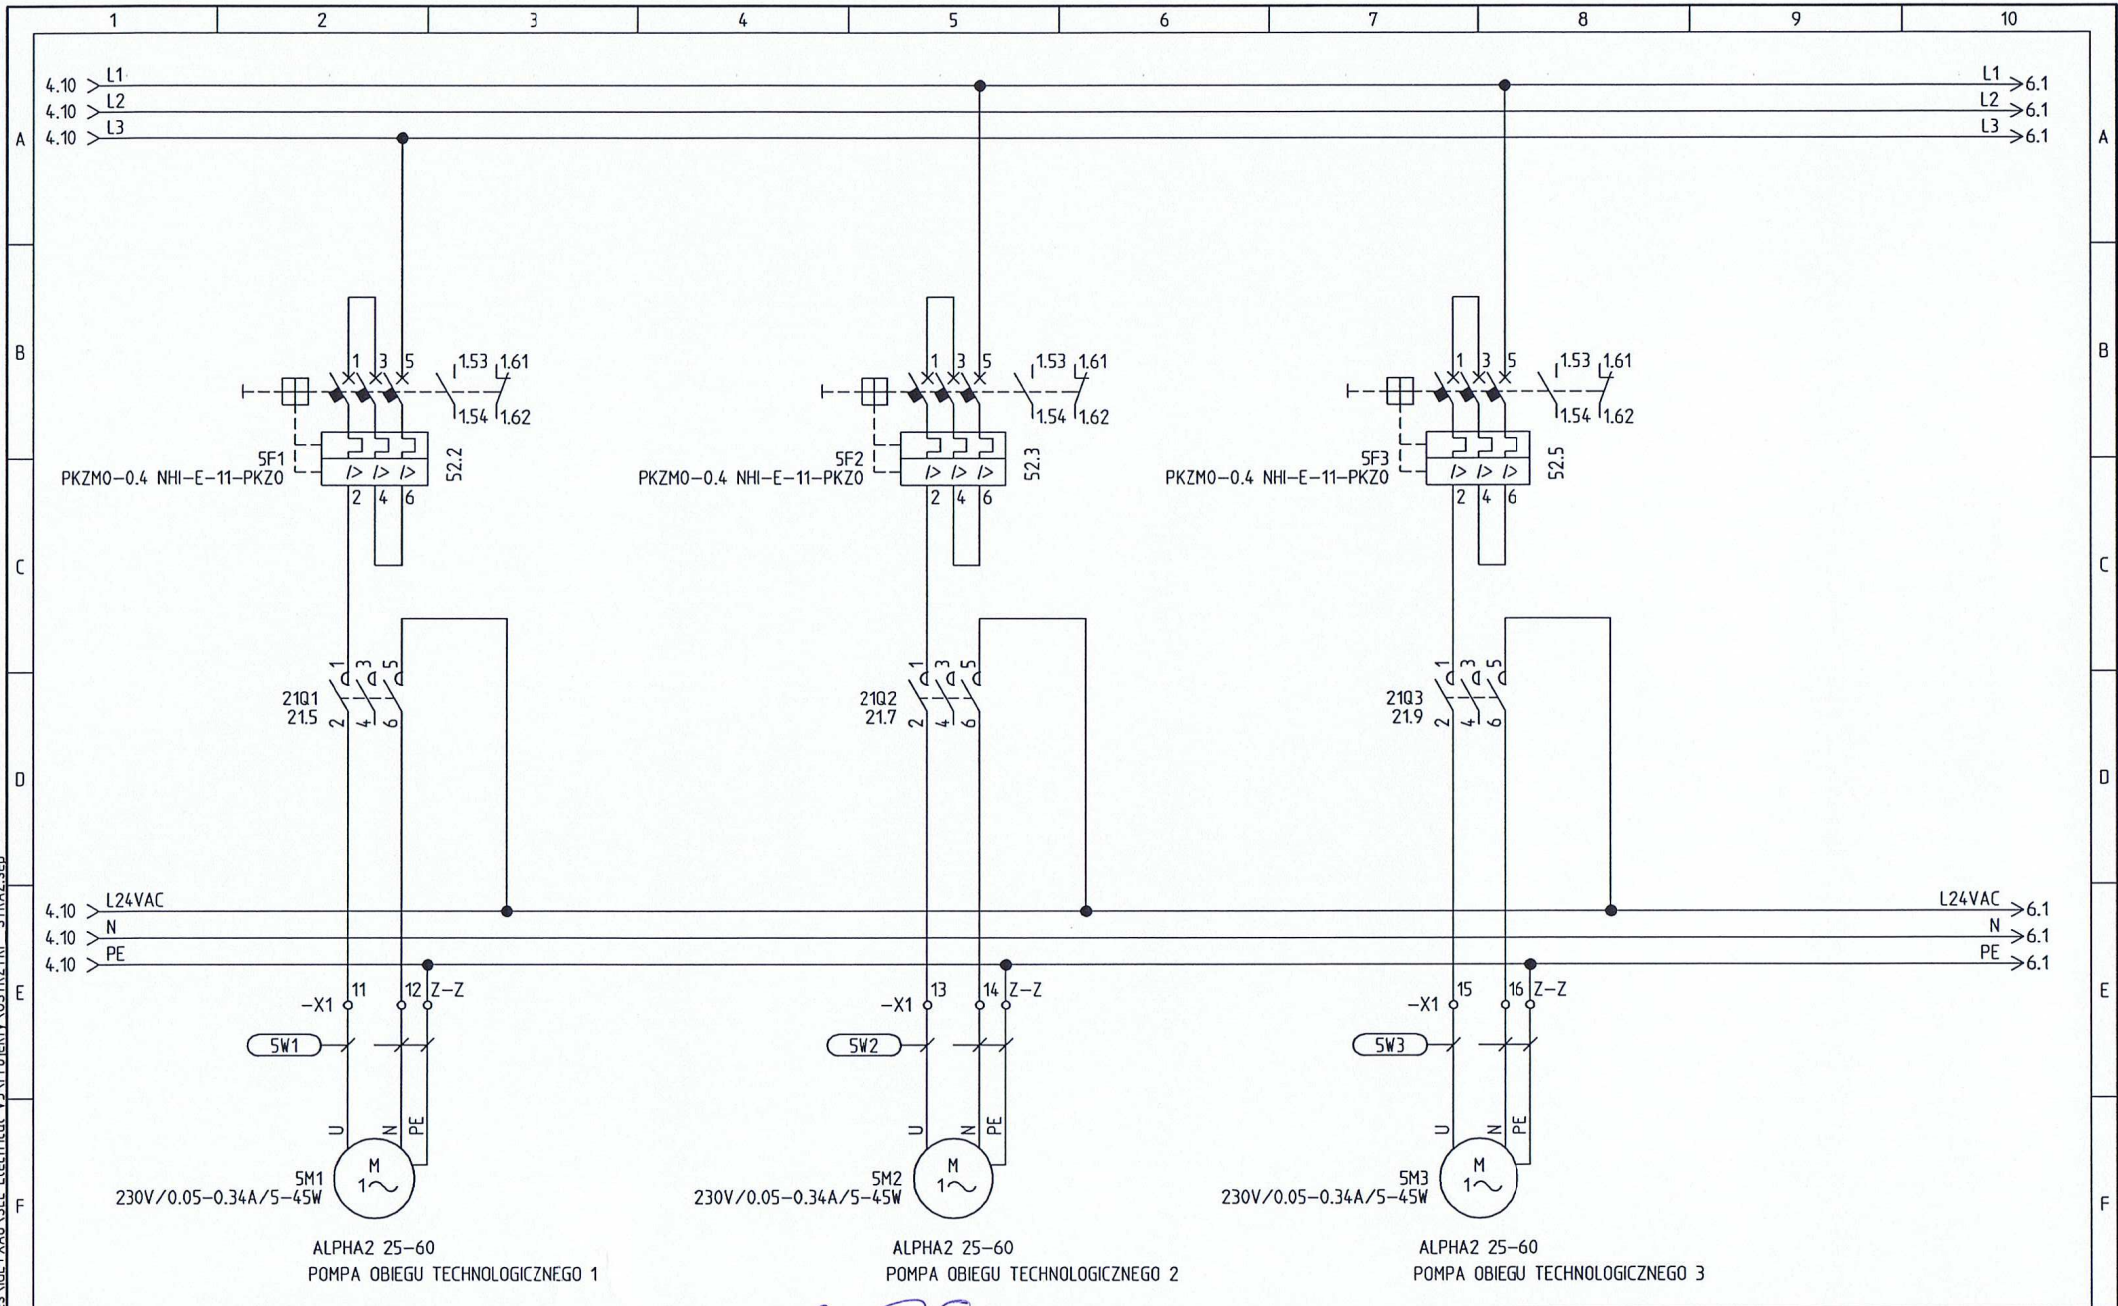 1 2 3 4 5 6 7 8 9 10
4.10 L1 L1 6.1
4.10 L2 L2 6.1
4.10 L3 L3 6.1
A A
B B
1 3 5 1.53 1.61
1.54 1.62
5F1
PKZM0-0.4 NHI-E-11-PKZ0
I> I> I>
52.2
2 4 6
1 3 5 1.53 1.61
1.54 1.62
5F2
PKZM0-0.4 NHI-E-11-PKZ0
I> I> I>
52.3
2 4 6
1 3 5 1.53 1.61
1.54 1.62
5F3
PKZM0-0.4 NHI-E-11-PKZ0
I> I> I>
52.5
2 4 6
C C
1 3 5
21Q1
21.5
2 4 6
1 3 5
21Q2
21.7
2 4 6
1 3 5
21Q3
21.9
2 4 6
D D
4.10 L24VAC L24VAC 6.1
4.10 N N 6.1
4.10 PE PE 6.1
E E
-X1 11 12 Z-Z
5W1
-X1 13 14 Z-Z
5W2
-X1 15 16 Z-Z
5W3
U N PE
M
1~
5M1
230V/0.05-0.34A/5-45W
U N PE
M
1~
5M2
230V/0.05-0.34A/5-45W
U N PE
M
1~
5M3
230V/0.05-0.34A/5-45W
F F
ALPHA2 25-60
POMPA OBIEGU TECHNOLOGICZNEGO 1
ALPHA2 25-60
POMPA OBIEGU TECHNOLOGICZNEGO 2
ALPHA2 25-60
POMPA OBIEGU TECHNOLOGICZNEGO 3